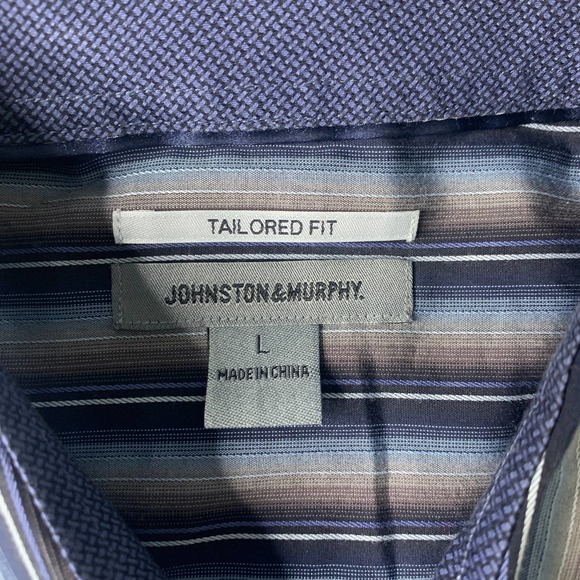 TAILORED FIT
JOHNSTON&MURPHY.
L
MADE IN CHINA